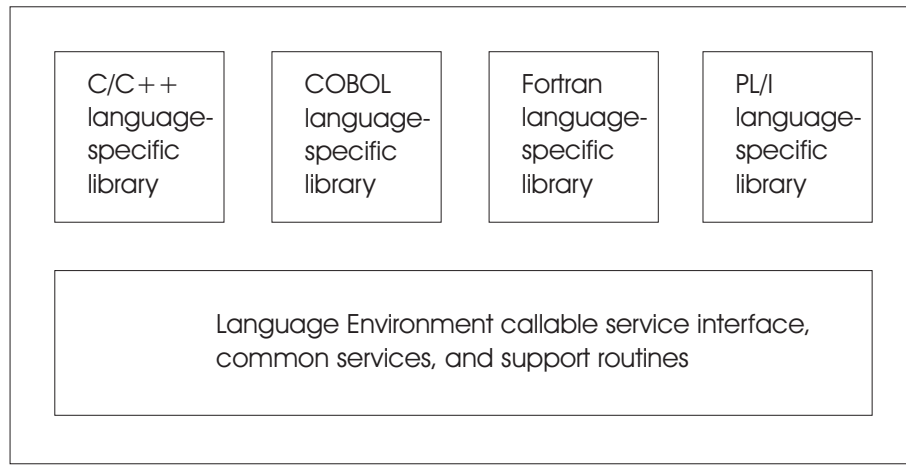 C/C++
language-
specific
library
COBOL
language-
specific
library
Fortran
language-
specific
library
PL/I
language-
specific
library
Language Environment callable service interface,
common services, and support routines